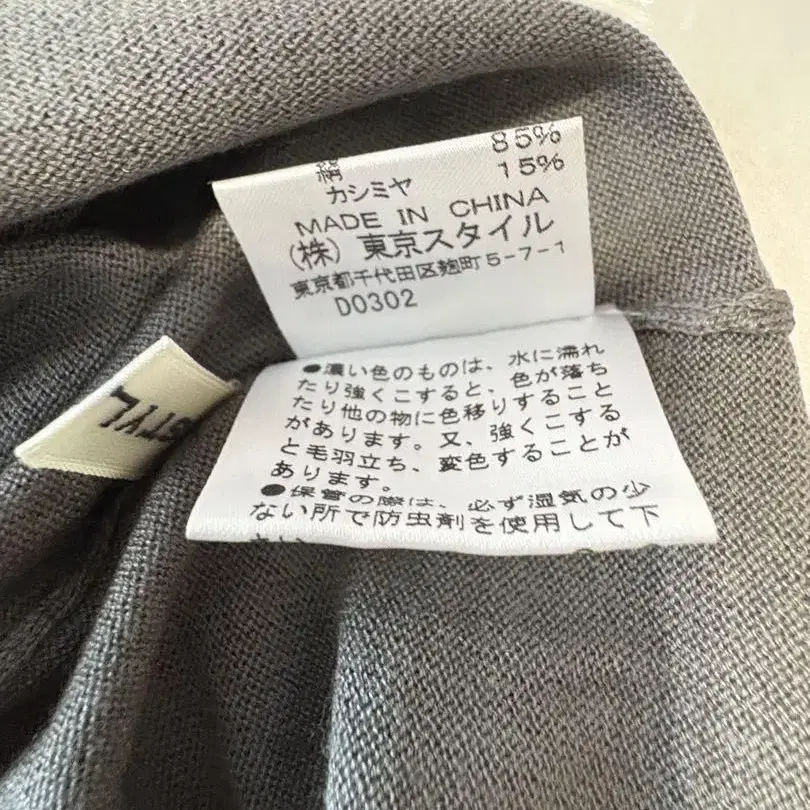 85%
カシミヤ 15%
MADE IN CHINA
(株) 東京スタイル
東京都千代田区麹町5-7-1
D0302
●濃い色のものは、水に濡れ
たり強くこすると、色が落ち
たり他の物に色移りすること
があります。又、強くこする
と毛羽立ち、変色することが
あります。
●保管の際は、必ず湿気の少
ない所で防虫剤を使用して下
STYL